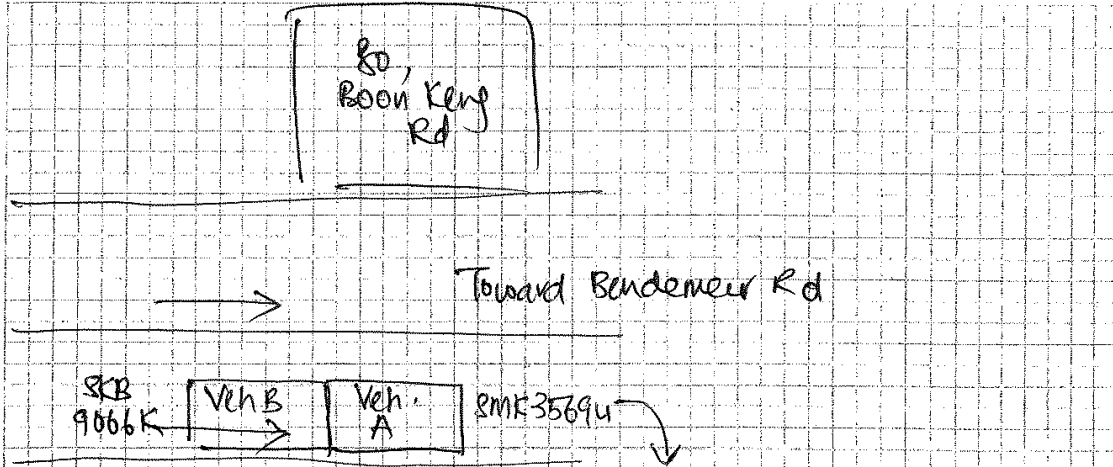 80,
Boon Keng
Rd
Toward Bendemeer Rd
SKB
9066K
Veh B
Veh.
A
SMK3569U